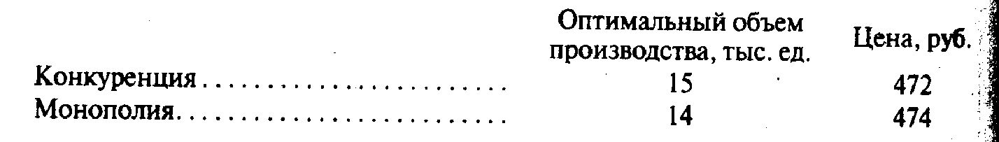 Оптимальный объем
производства, тыс. ед.
Цена, руб.
Конкуренция.......................... 15 472
Монополия............................ 14 474